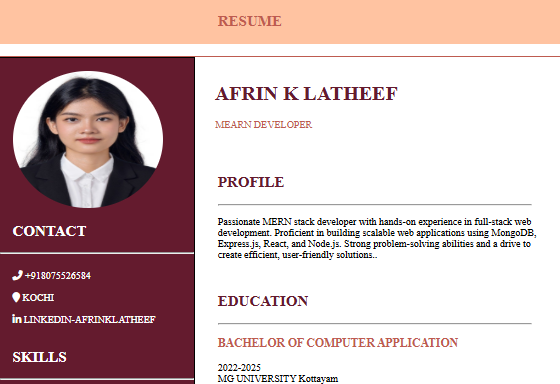 RESUME
CONTACT
+918075526584
KOCHI
LINKEDIN-AFRINKLATHEEF
SKILLS
AFRIN K LATHEEF
MEARN DEVELOPER
PROFILE
Passionate MERN stack developer with hands-on experience in full-stack web
development. Proficient in building scalable web applications using MongoDB,
Express.js, React, and Node.js. Strong problem-solving abilities and a drive to
create efficient, user-friendly solutions..
EDUCATION
BACHELOR OF COMPUTER APPLICATION
2022-2025
MG UNIVERSITY Kottayam